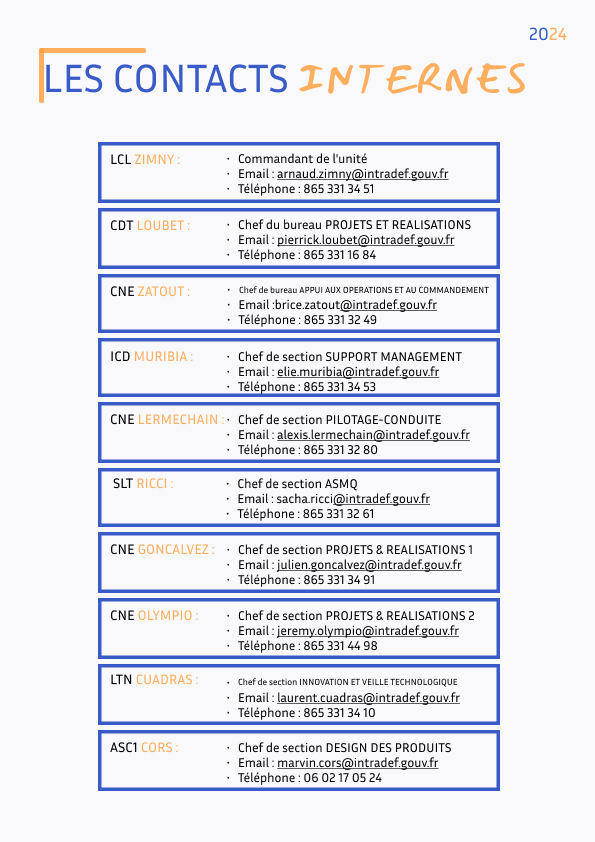 2024
LES CONTACTS INTERNES
LCL ZIMNY :
· Commandant de l'unité
· Email : arnaud.zimny@intradef.gouv.fr
· Téléphone : 865 331 34 51
CDT LOUBET :
· Chef du bureau PROJETS ET REALISATIONS
· Email : pierrick.loubet@intradef.gouv.fr
· Téléphone : 865 331 16 84
CNE ZATOUT :
· Chef de bureau APPUI AUX OPERATIONS ET AU COMMANDEMENT
· Email :brice.zatout@intradef.gouv.fr
· Téléphone : 865 331 32 49
ICD MURIBIA :
· Chef de section SUPPORT MANAGEMENT
· Email : elie.muribia@intradef.gouv.fr
· Téléphone : 865 331 34 53
CNE LERMECHAIN :
· Chef de section PILOTAGE-CONDUITE
· Email : alexis.lermechain@intradef.gouv.fr
· Téléphone : 865 331 32 80
SLT RICCI :
· Chef de section ASMQ
· Email : sacha.ricci@intradef.gouv.fr
· Téléphone : 865 331 32 61
CNE GONCALVEZ :
· Chef de section PROJETS & REALISATIONS 1
· Email : julien.goncalvez@intradef.gouv.fr
· Téléphone : 865 331 34 91
CNE OLYMPIO :
· Chef de section PROJETS & REALISATIONS 2
· Email : jeremy.olympio@intradef.gouv.fr
· Téléphone : 865 331 44 98
LTN CUADRAS :
· Chef de section INNOVATION ET VEILLE TECHNOLOGIQUE
· Email : laurent.cuadras@intradef.gouv.fr
· Téléphone : 865 331 34 10
ASC1 CORS :
· Chef de section DESIGN DES PRODUITS
· Email : marvin.cors@intradef.gouv.fr
· Téléphone : 06 02 17 05 24